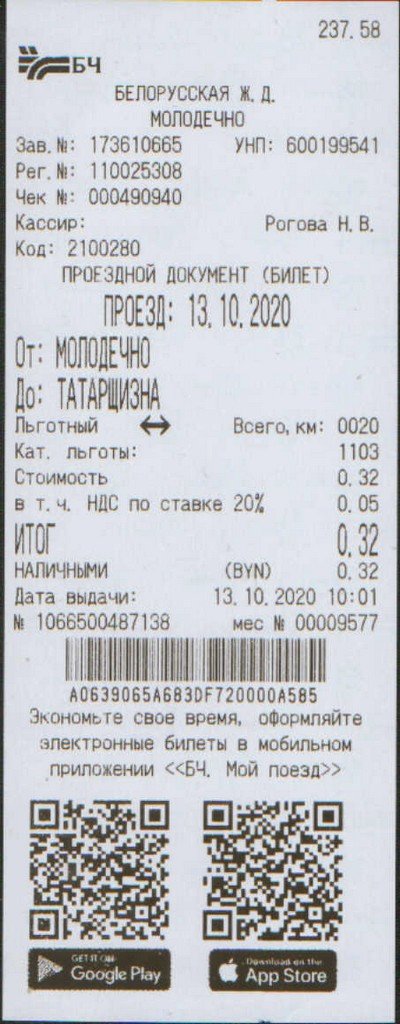 237.58
БЧ
БЕЛОРУССКАЯ Ж.Д.
МОЛОДЕЧНО
Зав.№: 173610665 УНП: 600199541
Рег.№: 110025308
Чек №: 000490940
Кассир: Рогова Н.В.
Код: 2100280
ПРОЕЗДНОЙ ДОКУМЕНТ (БИЛЕТ)
ПРОЕЗД: 13.10.2020
От: МОЛОДЕЧНО
До: ТАТАРЩИЗНА
Льготный ↔ Всего,км: 0020
Кат. льготы: 1103
Стоимость 0.32
в т.ч. НДС по ставке 20% 0.05
ИТОГ 0.32
НАЛИЧНЫМИ (BYN) 0.32
Дата выдачи: 13.10.2020 10:01
№ 1066500487138 мес № 00009577
A0639065A683DF720000A585
Экономьте свое время, оформляйте
электронные билеты в мобильном
приложении <<БЧ. Мой поезд>>
GET IT ON Google Play
Download on the App Store